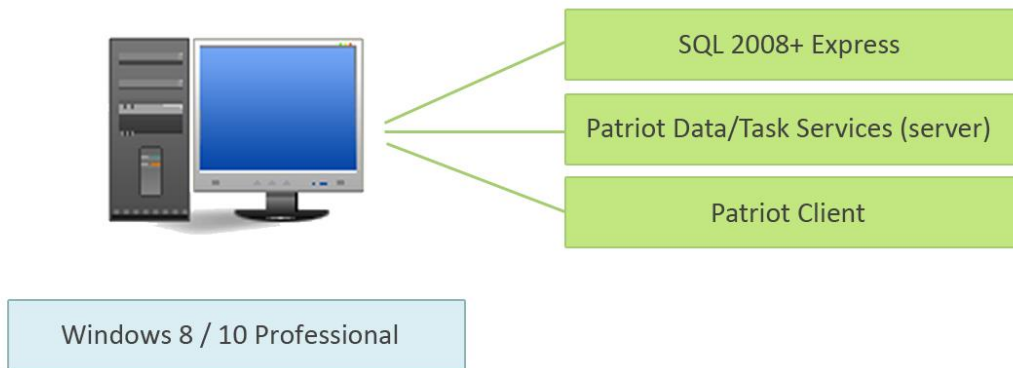 SQL 2008+ Express
Patriot Data/Task Services (server)
Patriot Client
Windows 8 / 10 Professional